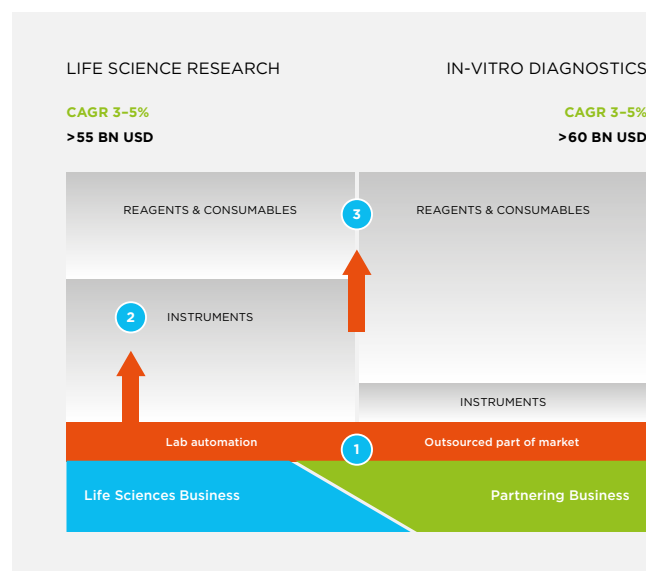 LIFE SCIENCE RESEARCH
IN-VITRO DIAGNOSTICS
CAGR 3–5%
CAGR 3–5%
>55 BN USD
>60 BN USD
REAGENTS & CONSUMABLES
3
REAGENTS & CONSUMABLES
2
INSTRUMENTS
INSTRUMENTS
Lab automation
1
Outsourced part of market
Life Sciences Business
Partnering Business